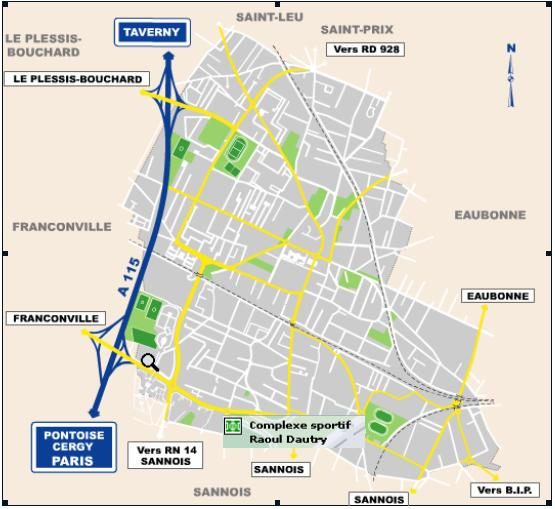 SAINT-LEU
TAVERNY
SAINT-PRIX
LE PLESSIS-
BOUCHARD
Vers RD 928
N
LE PLESSIS-BOUCHARD
FRANCONVILLE
EAUBONNE
A 115
EAUBONNE
FRANCONVILLE
Complexe sportif
Raoul Dautry
PONTOISE
CERGY
PARIS
Vers RN 14
SANNOIS
SANNOIS
SANNOIS
SANNOIS
Vers B.I.P.